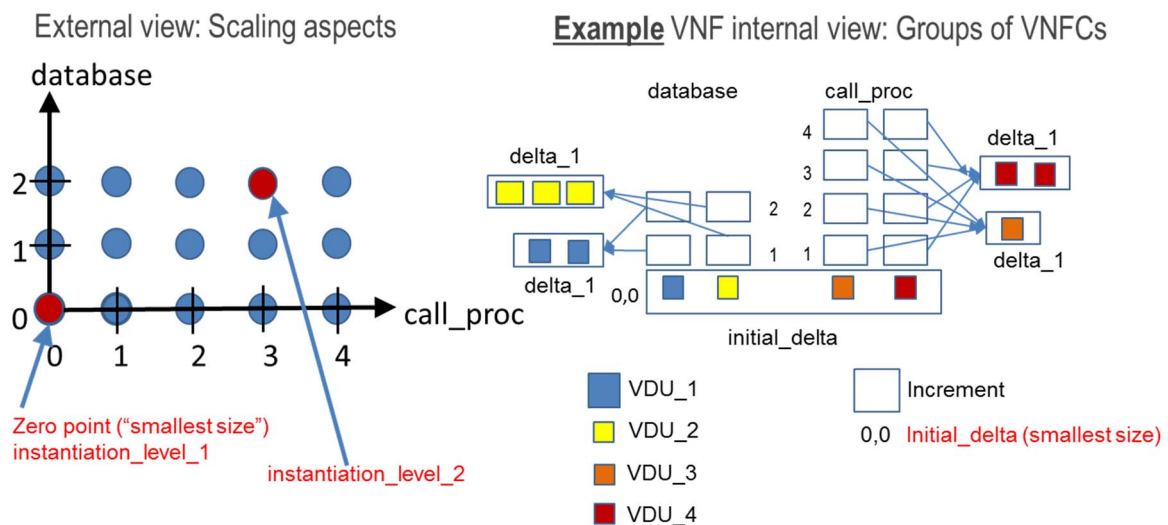 External view: Scaling aspects
database
2
1
0
0 1 2 3 4
call_proc
Zero point (“smallest size”)
instantiation_level_1
instantiation_level_2
Example VNF internal view: Groups of VNFCs
database
call_proc
4
3
2
1
2
1
delta_1
delta_1
delta_1
delta_1
0,0
initial_delta
VDU_1
VDU_2
VDU_3
VDU_4
Increment
0,0 Initial_delta (smallest size)